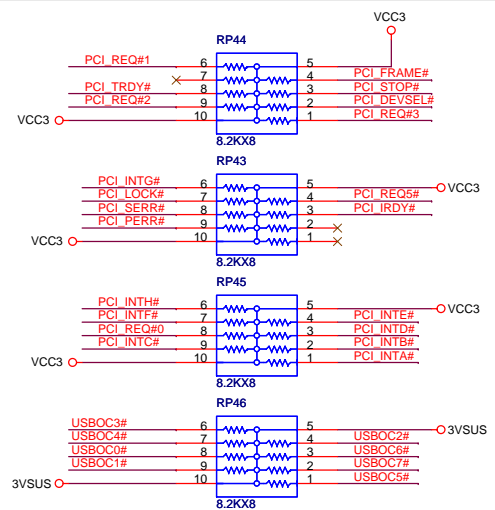 VCC3
RP44
PCI_REQ#1 6 5
7 4 PCI_FRAME#
PCI_TRDY# 8 3 PCI_STOP#
PCI_REQ#2 9 2 PCI_DEVSEL#
VCC3 10 1 PCI_REQ#3
8.2KX8
RP43
PCI_INTG# 6 5 VCC3
PCI_LOCK# 7 4 PCI_REQ5#
PCI_SERR# 8 3 PCI_IRDY#
PCI_PERR# 9 2
VCC3 10 1
8.2KX8
RP45
PCI_INTH# 6 5 VCC3
PCI_INTF# 7 4 PCI_INTE#
PCI_REQ#0 8 3 PCI_INTD#
PCI_INTC# 9 2 PCI_INTB#
VCC3 10 1 PCI_INTA#
8.2KX8
RP46
USBOC3# 6 5 3VSUS
USBOC4# 7 4 USBOC2#
USBOC0# 8 3 USBOC6#
USBOC1# 9 2 USBOC7#
3VSUS 10 1 USBOC5#
8.2KX8